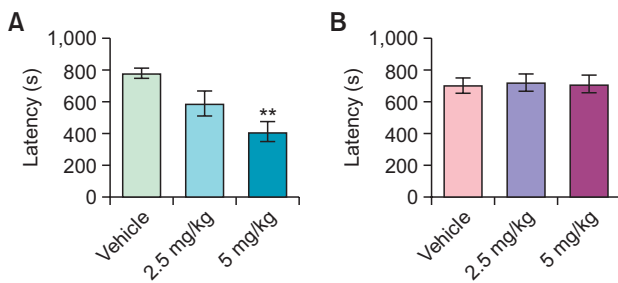 A
1,000
800
600
400
200
0
Latency (s)
**
Vehicle
2.5 mg/kg
5 mg/kg
B
1,000
800
600
400
200
0
Latency (s)
Vehicle
2.5 mg/kg
5 mg/kg